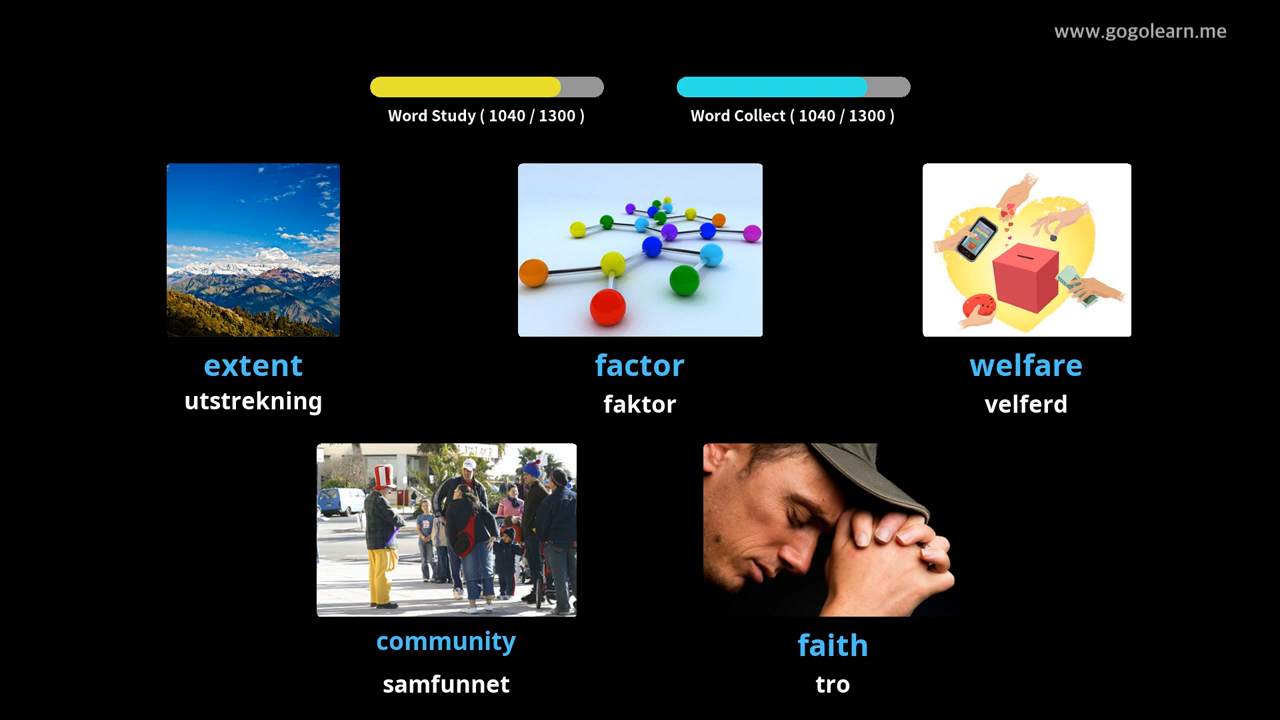 www.gogolearn.me
Word Study ( 1040 / 1300 )
Word Collect ( 1040 / 1300 )
extent
utstrekning
factor
faktor
welfare
velferd
community
samfunnet
faith
tro